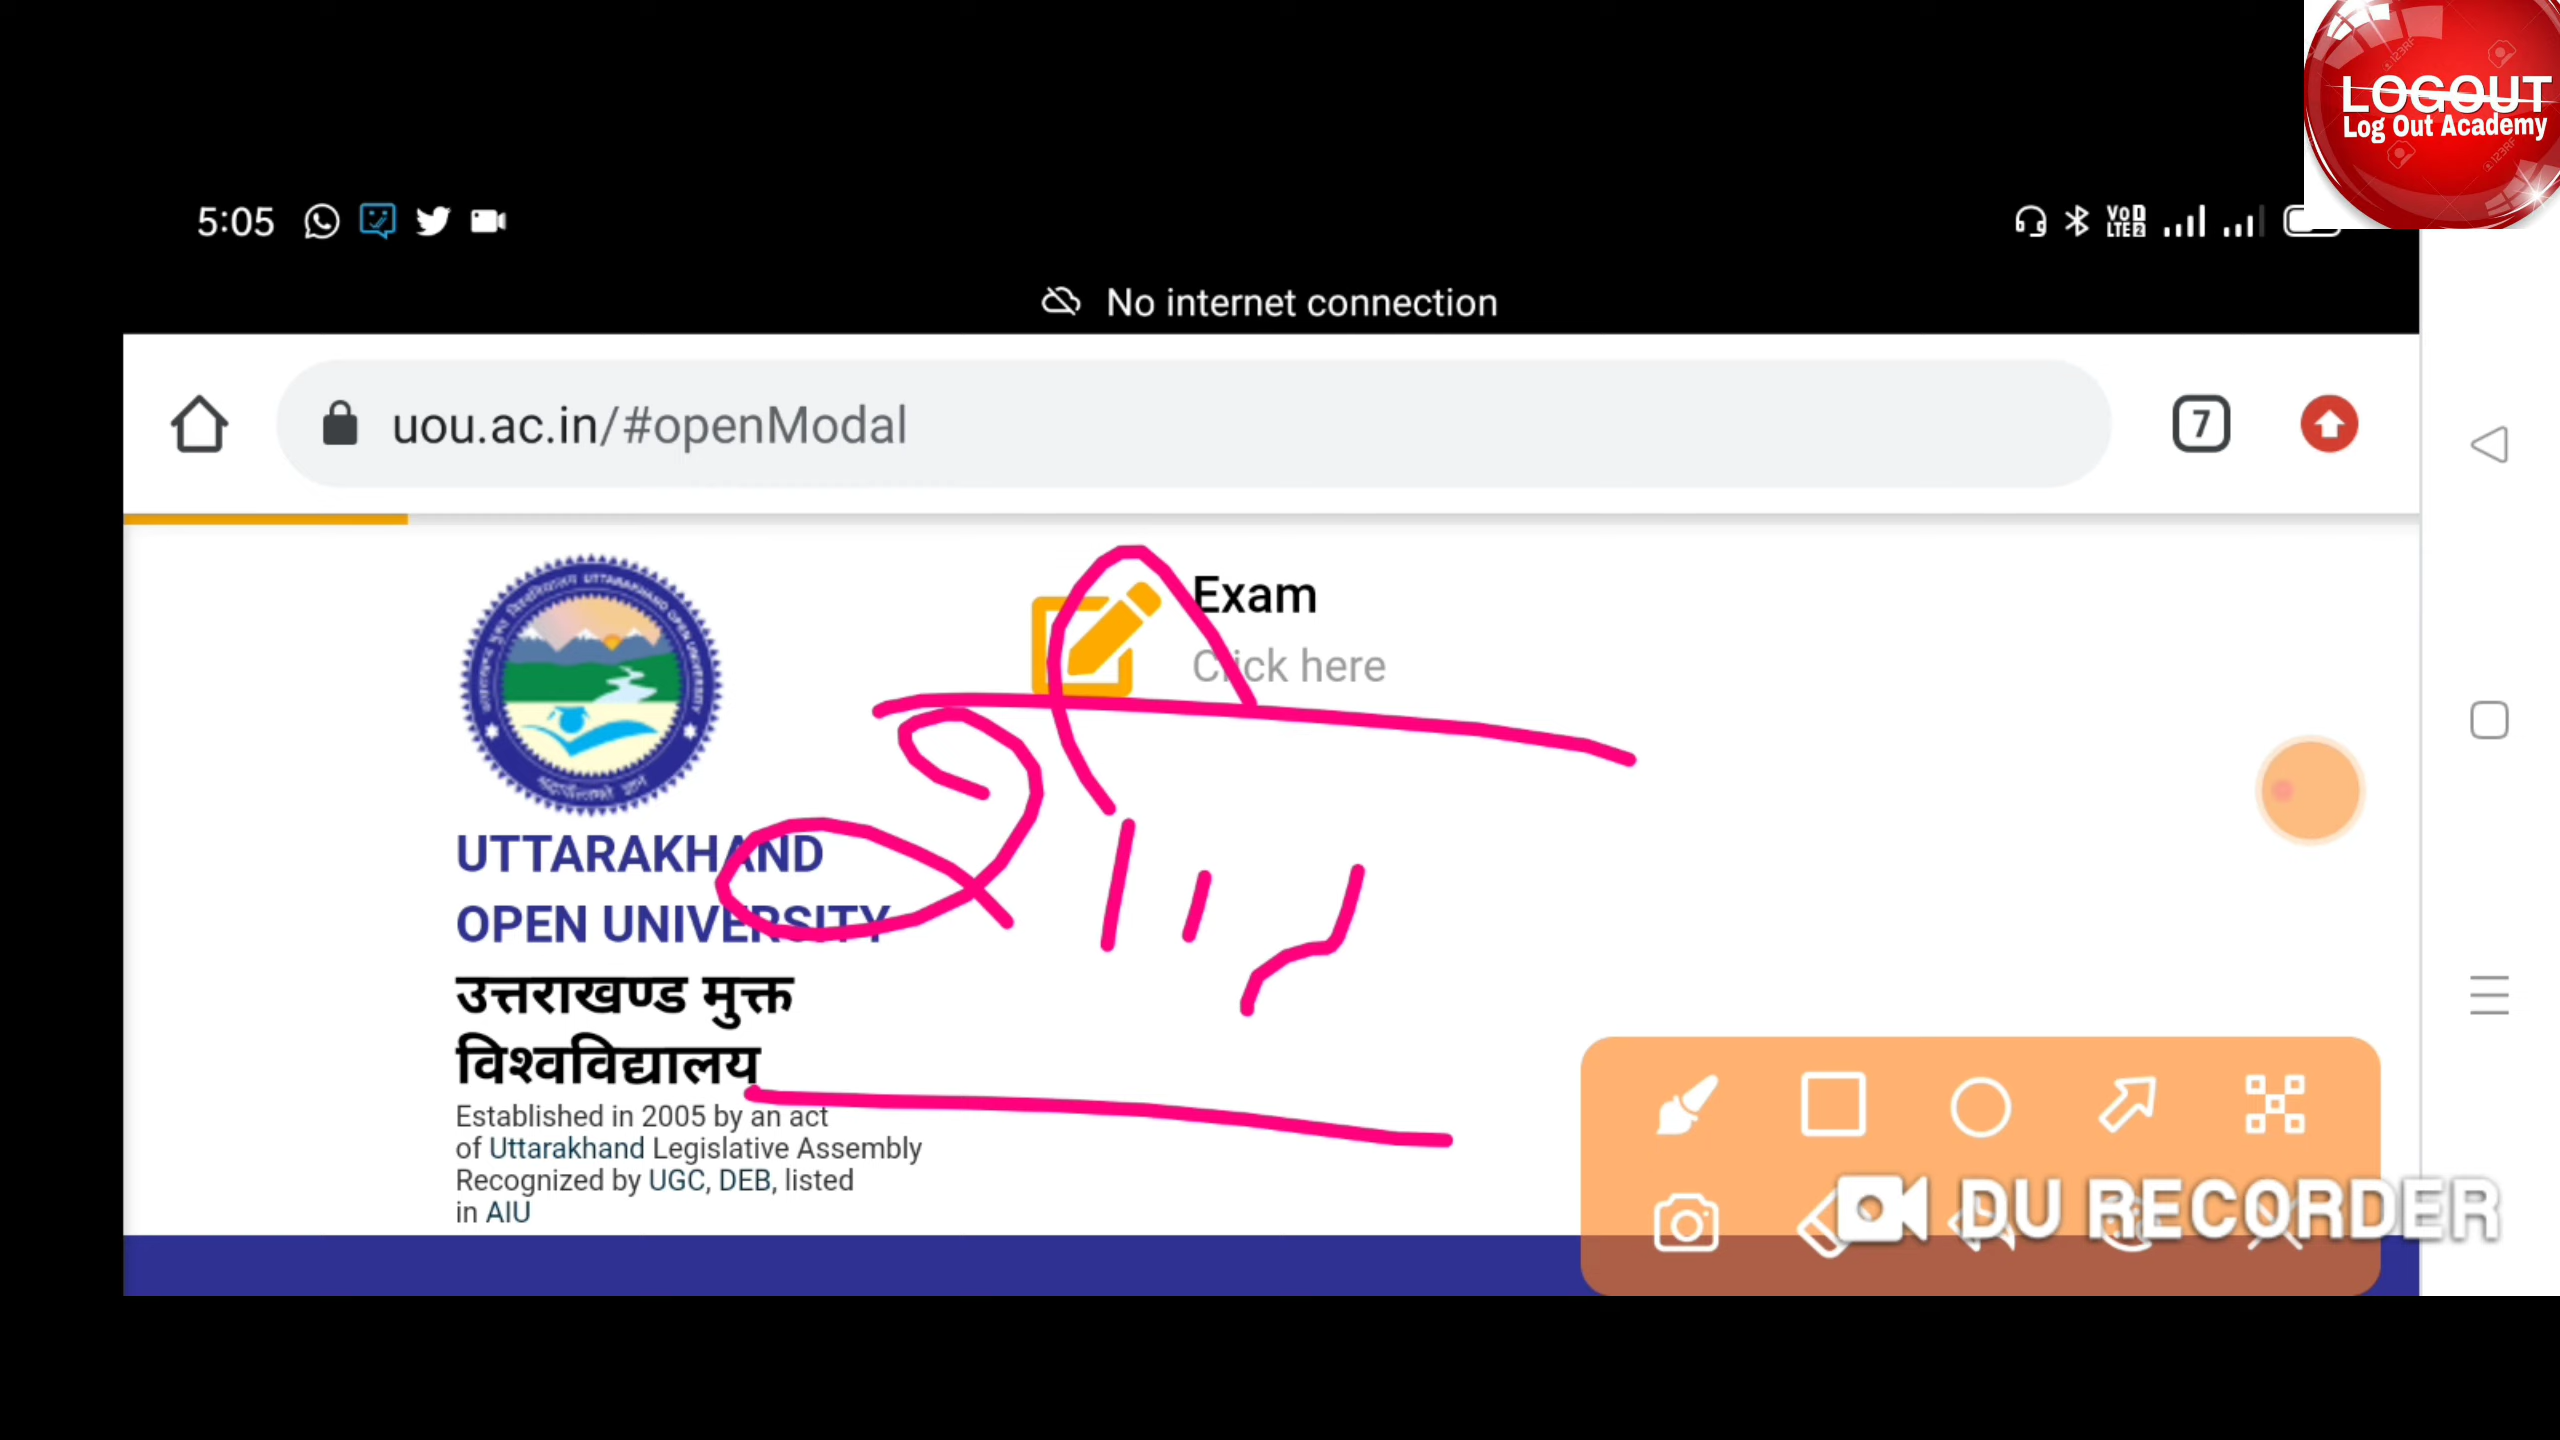 LOGOUT
Log Out Academy
5:05
VoD LTE2
No internet connection
uou.ac.in/#openModal
7
Exam
Click here
UTTARAKHAND
OPEN UNIVERSITY
उत्तराखण्ड मुक्त
विश्वविद्यालय
Established in 2005 by an act
of Uttarakhand Legislative Assembly
Recognized by UGC, DEB, listed
in AIU
DU RECORDER